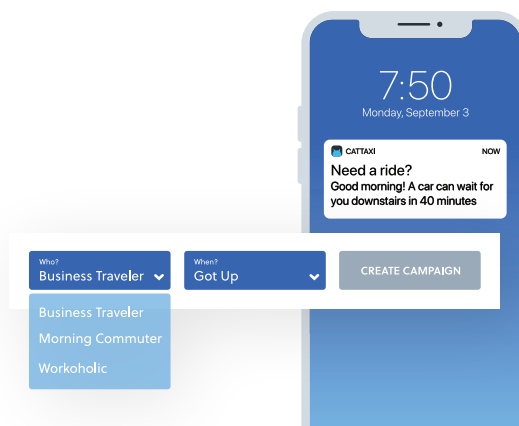 7:50
Monday, September 3
CATTAXI NOW
Need a ride?
Good morning! A car can wait for
you downstairs in 40 minutes
Who?
Business Traveler
When?
Got Up
CREATE CAMPAIGN
Business Traveler
Morning Commuter
Workoholic